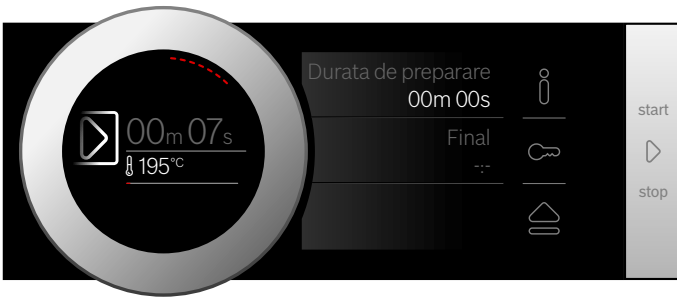 00m 07s
195°C
Durata de preparare
00m 00s
Final
-:-
start
stop